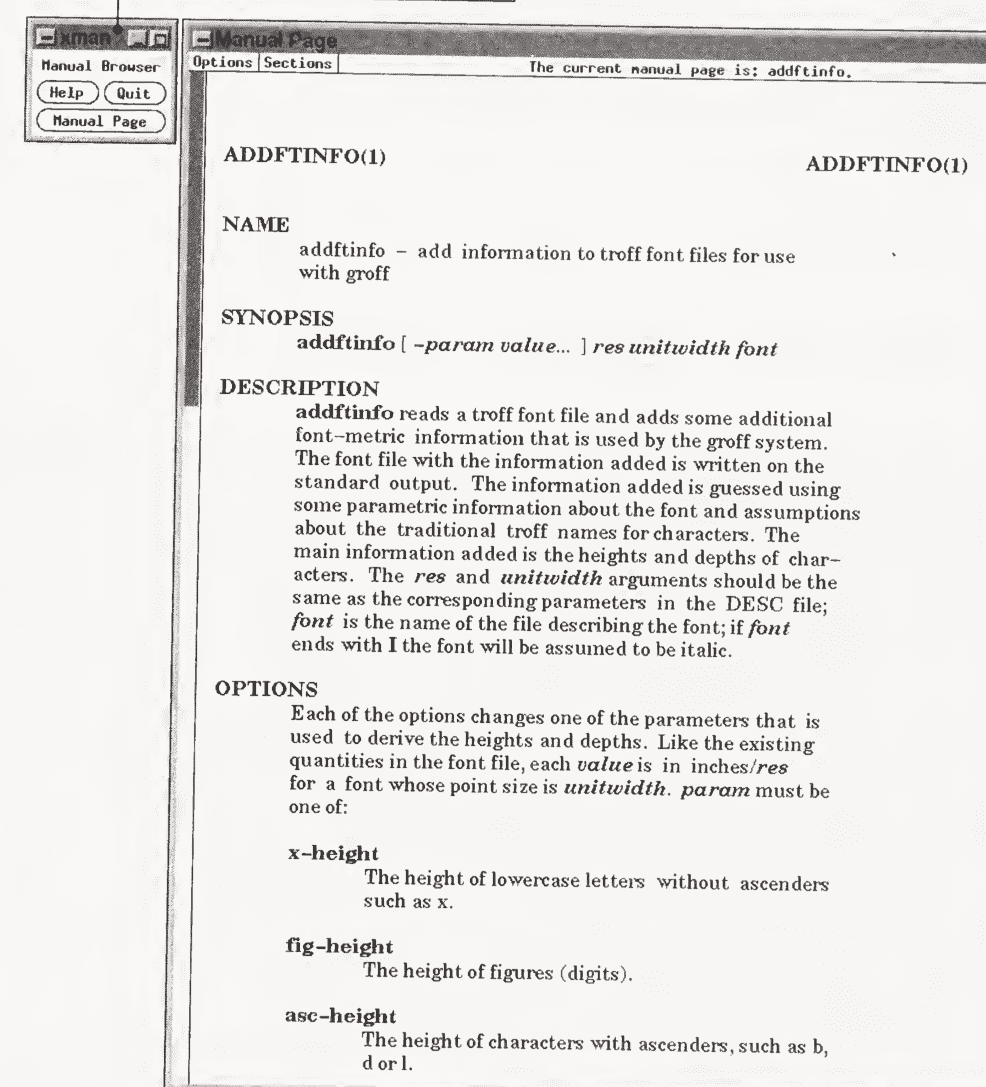 xman
Manual Browser
Help Quit
Manual Page
Manual Page
Options Sections
The current manual page is: addftinfo.
ADDFTINFO(1) ADDFTINFO(1)
NAME
addftinfo – add information to troff font files for use
with groff
SYNOPSIS
addftinfo [ –param value... ] res unitwidth font
DESCRIPTION
addftinfo reads a troff font file and adds some additional
font–metric information that is used by the groff system.
The font file with the information added is written on the
standard output. The information added is guessed using
some parametric information about the font and assumptions
about the traditional troff names for characters. The
main information added is the heights and depths of char–
acters. The res and unitwidth arguments should be the
same as the corresponding parameters in the DESC file;
font is the name of the file describing the font; if font
ends with I the font will be assumed to be italic.
OPTIONS
Each of the options changes one of the parameters that is
used to derive the heights and depths. Like the existing
quantities in the font file, each value is in inches/res
for a font whose point size is unitwidth. param must be
one of:
x–height
The height of lowercase letters without ascenders
such as x.
fig–height
The height of figures (digits).
asc–height
The height of characters with ascenders, such as b,
d or l.